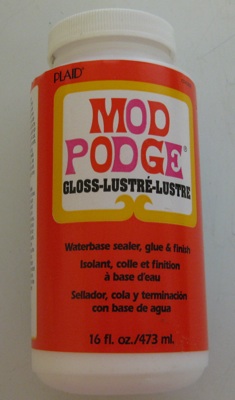 PLAID®
MOD
PODGE®
GLOSS-LUSTRÉ-LUSTRE
Waterbase sealer, glue & finish
Isolant, colle et finition
à base d'eau
Sellador, cola y terminación
con base de agua
16 fl. oz./473 ml.